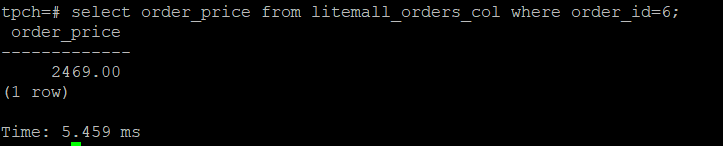 tpch=# select order_price from litemall_orders_col where order_id=6;
 order_price
-------------
     2469.00
(1 row)

Time: 5.459 ms